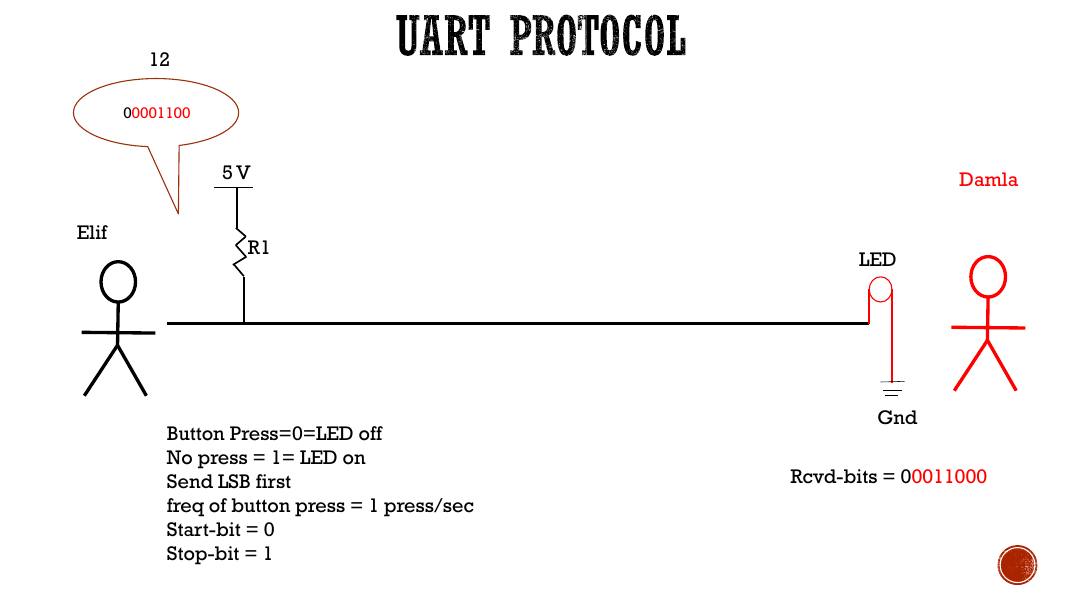 UART PROTOCOL
12
00001100
5 V
Damla
Elif
R1
LED
Gnd
Button Press=0=LED off
No press = 1= LED on
Send LSB first
freq of button press = 1 press/sec
Start-bit = 0
Stop-bit = 1
Rcvd-bits = 00011000